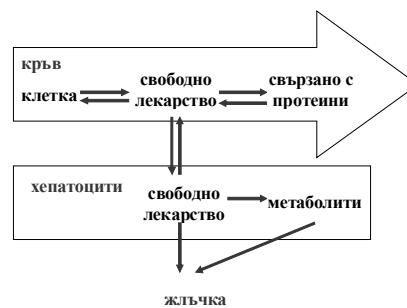 кръв
клетка
свободно
лекарство
свързано с
протеини
хепатоцити
свободно
лекарство
метаболити
жлъчка